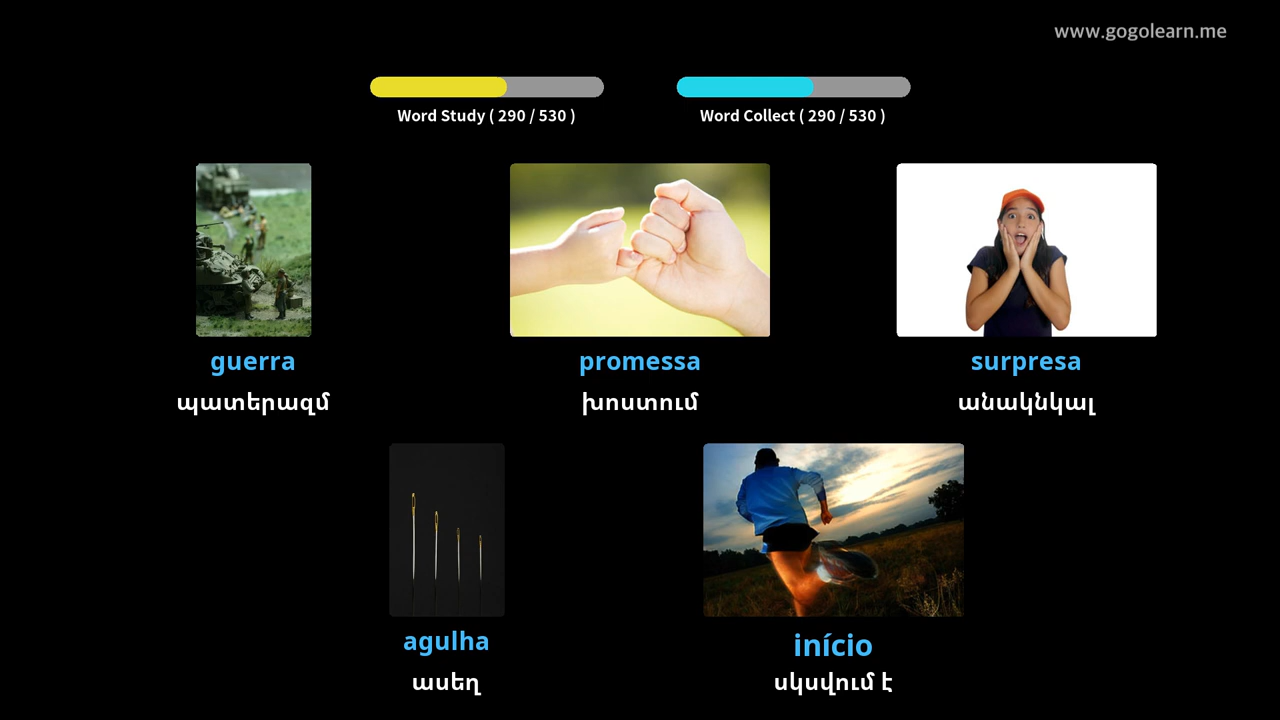 www.gogolearn.me
Word Study ( 290 / 530 )
Word Collect ( 290 / 530 )
guerra
պատերազմ
promessa
խոստում
surpresa
անակնկալ
agulha
ասեղ
início
սկսվում է